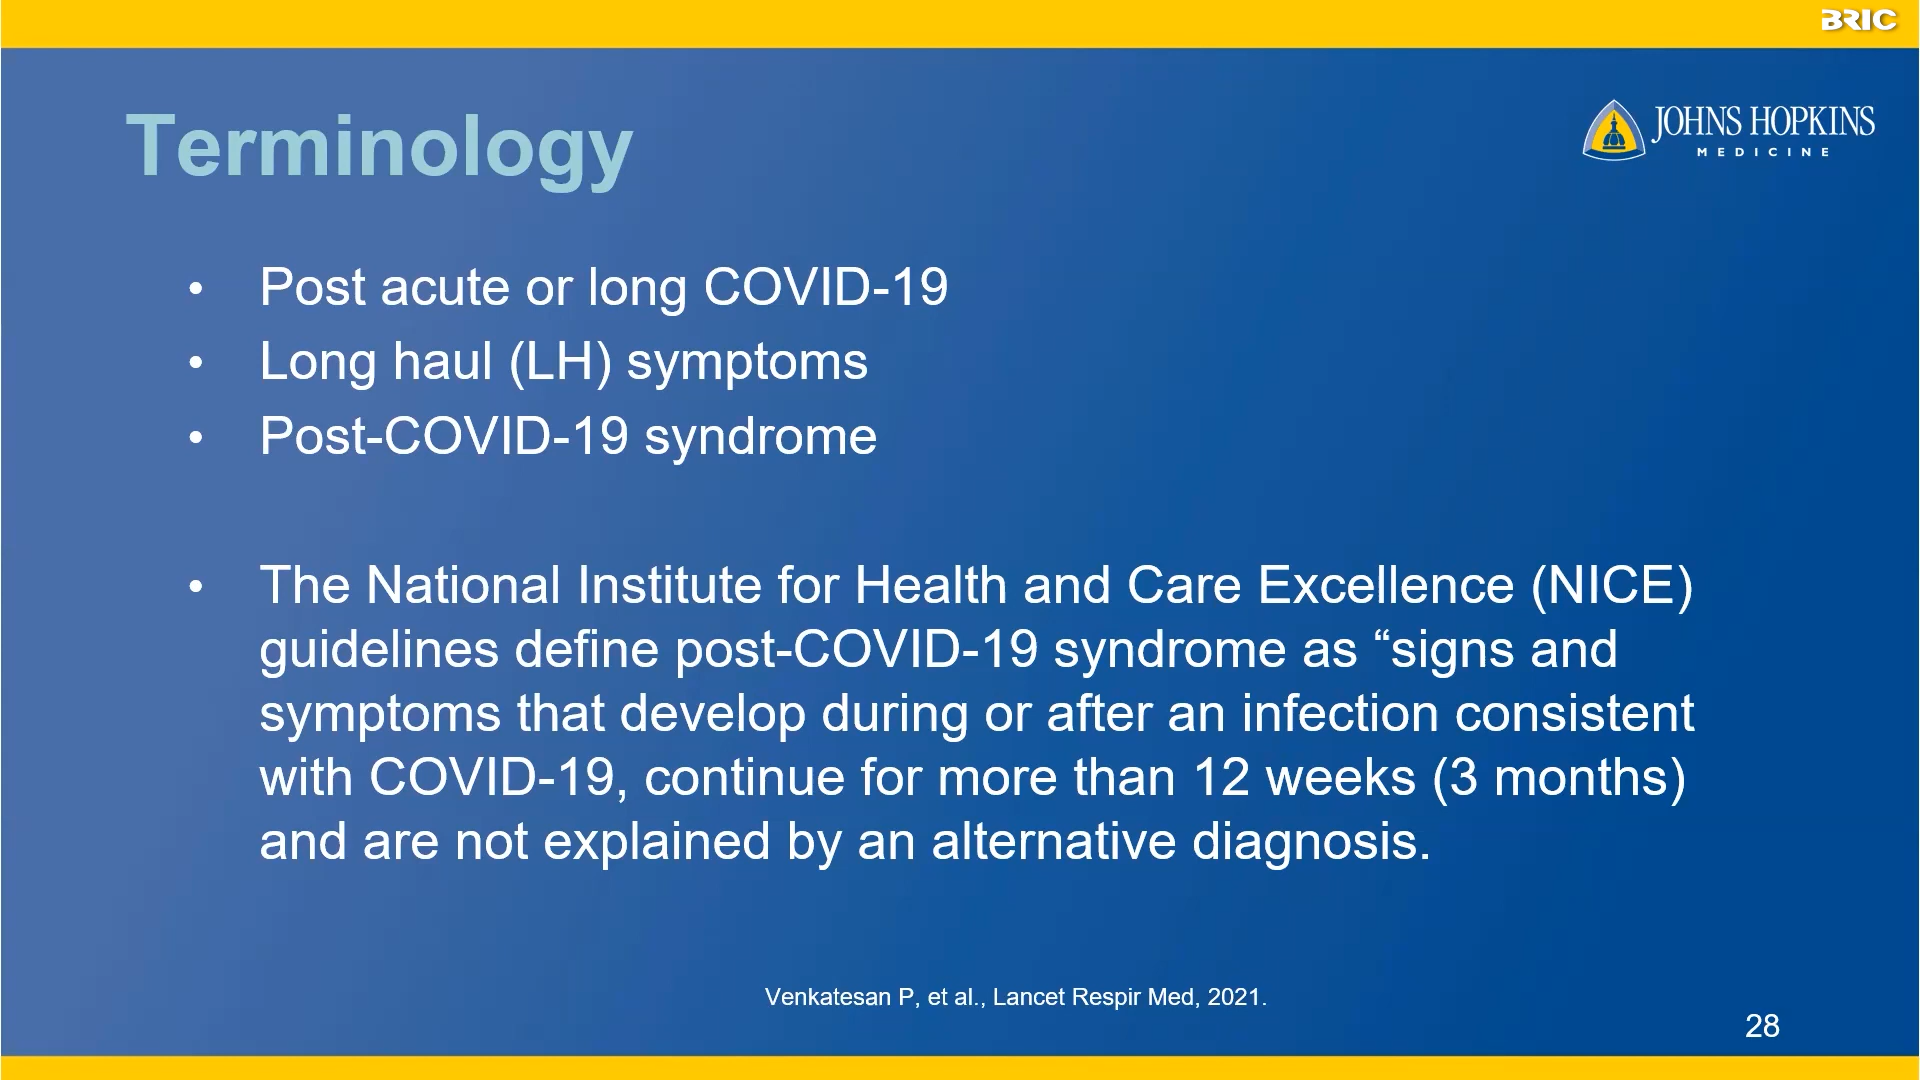 BRIC
Terminology
JOHNS HOPKINS
MEDICINE
• Post acute or long COVID-19
• Long haul (LH) symptoms
• Post-COVID-19 syndrome
• The National Institute for Health and Care Excellence (NICE)
guidelines define post-COVID-19 syndrome as “signs and
symptoms that develop during or after an infection consistent
with COVID-19, continue for more than 12 weeks (3 months)
and are not explained by an alternative diagnosis.
Venkatesan P, et al., Lancet Respir Med, 2021.
28